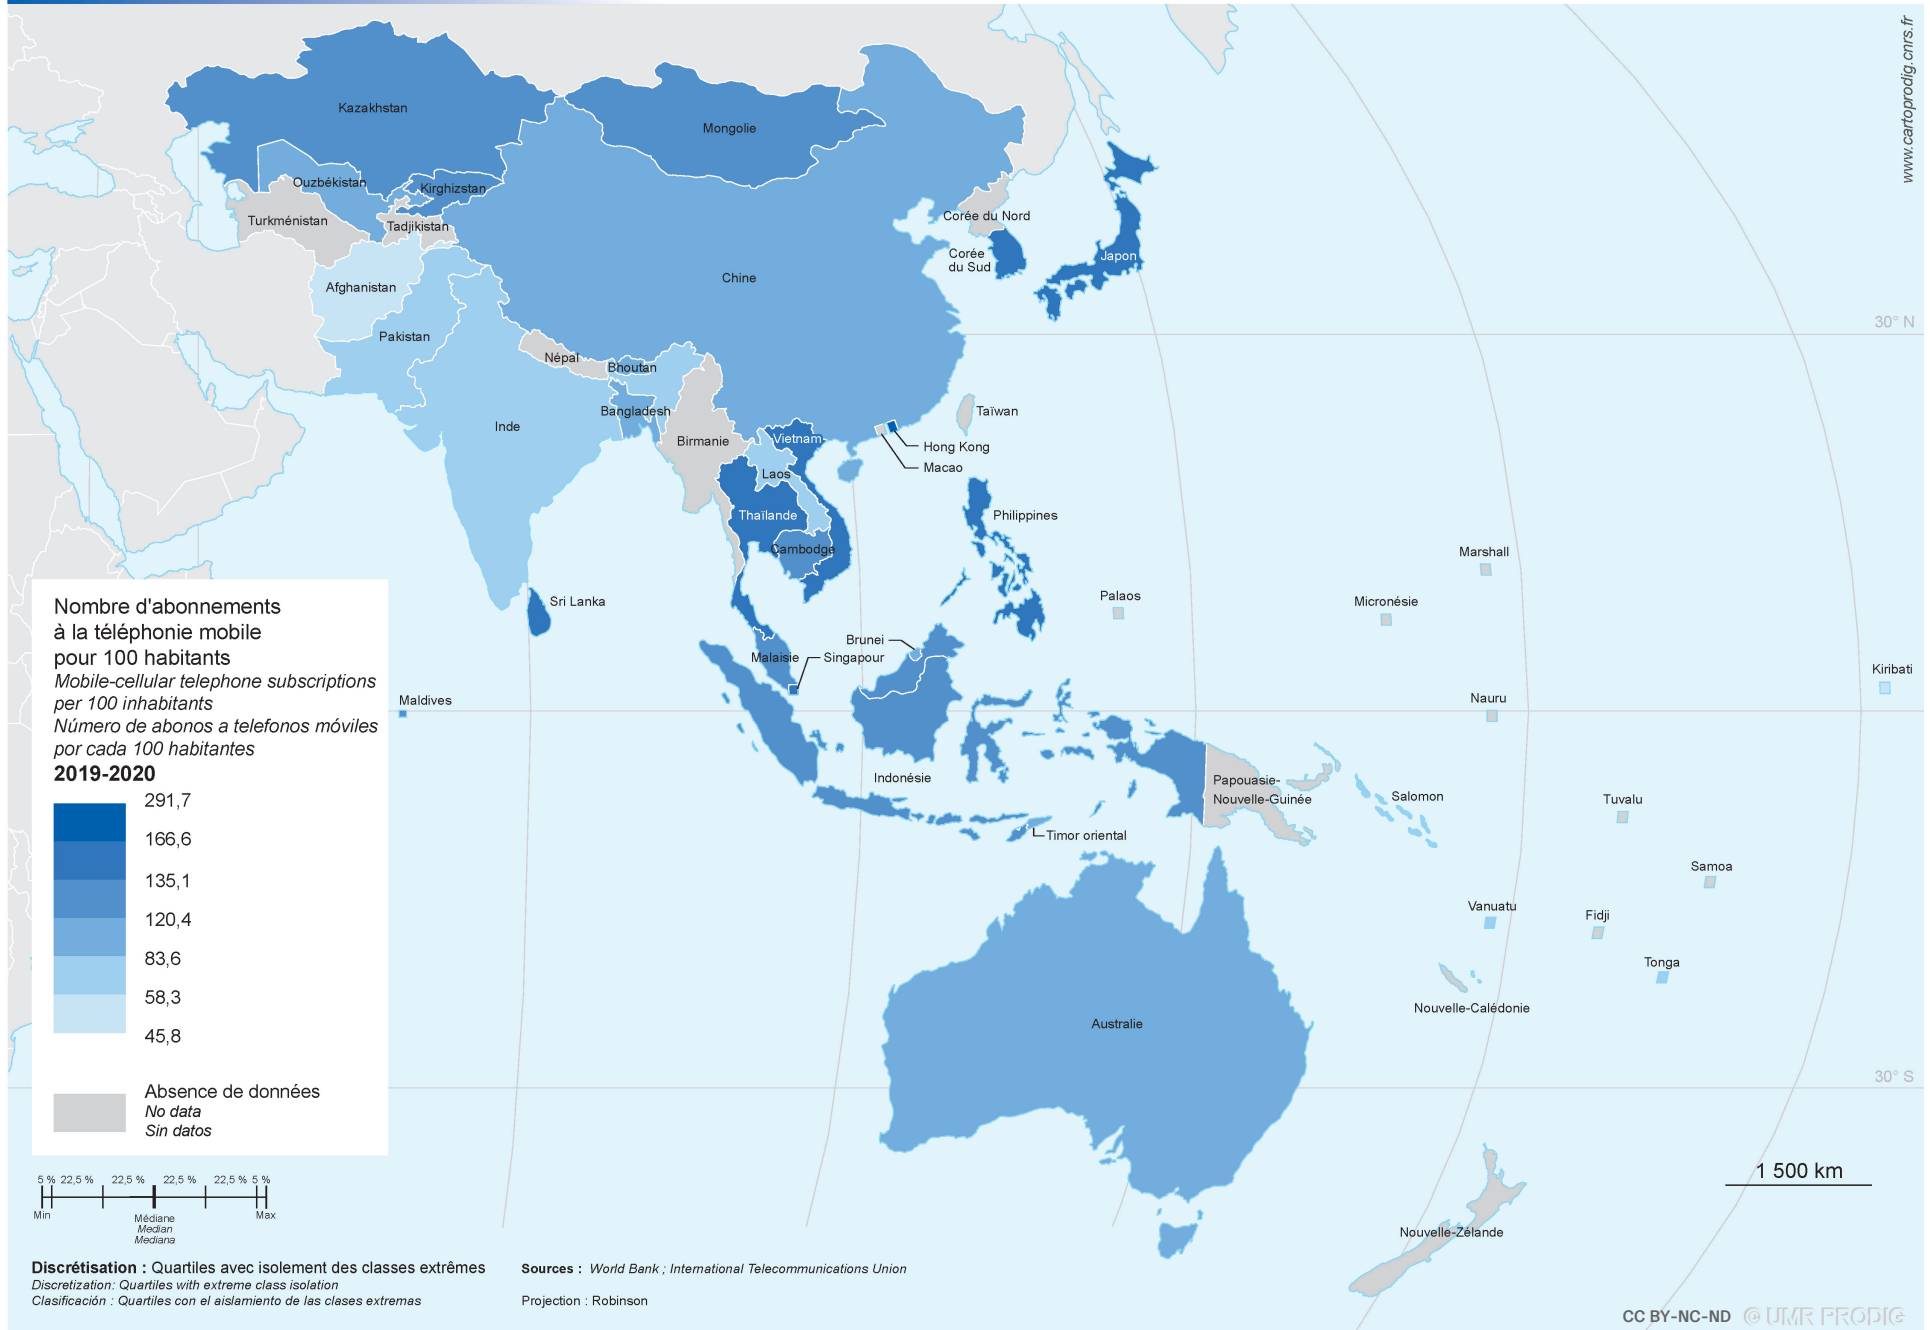 www.cartoprodig.cnrs.fr
Kazakhstan
Mongolie
Ouzbékistan
Kirghizstan
Turkménistan
Tadjikistan
Corée du Nord
Corée
du Sud
Japon
Afghanistan
Chine
30° N
Pakistan
Népal
Bhoutan
Bangladesh
Taïwan
Inde
Birmanie
Vietnam
Hong Kong
Macao
Laos
Thaïlande
Philippines
Cambodge
Marshall
Sri Lanka
Palaos
Micronésie
Brunei
Malaisie
Singapour
Kiribati
Maldives
Nauru
Indonésie
Papouasie-
Nouvelle-Guinée
Salomon
Tuvalu
Timor oriental
Samoa
Vanuatu
Fidji
Tonga
Nouvelle-Calédonie
Australie
30° S
Nouvelle-Zélande
1 500 km
Nombre d'abonnements
à la téléphonie mobile
pour 100 habitants
Mobile-cellular telephone subscriptions
per 100 inhabitants
Número de abonos a telefonos móviles
por cada 100 habitantes
2019-2020
291,7
166,6
135,1
120,4
83,6
58,3
45,8
Absence de données
No data
Sin datos
5 % 22,5 % 22,5 % 22,5 % 22,5 % 5 %
Min
Max
Médiane
Median
Mediana
Discrétisation : Quartiles avec isolement des classes extrêmes
Discretization: Quartiles with extreme class isolation
Clasificación : Quartiles con el aislamiento de las clases extremas
Sources : World Bank ; International Telecommunications Union
Projection : Robinson
CC BY-NC-ND © UMR PRODIG